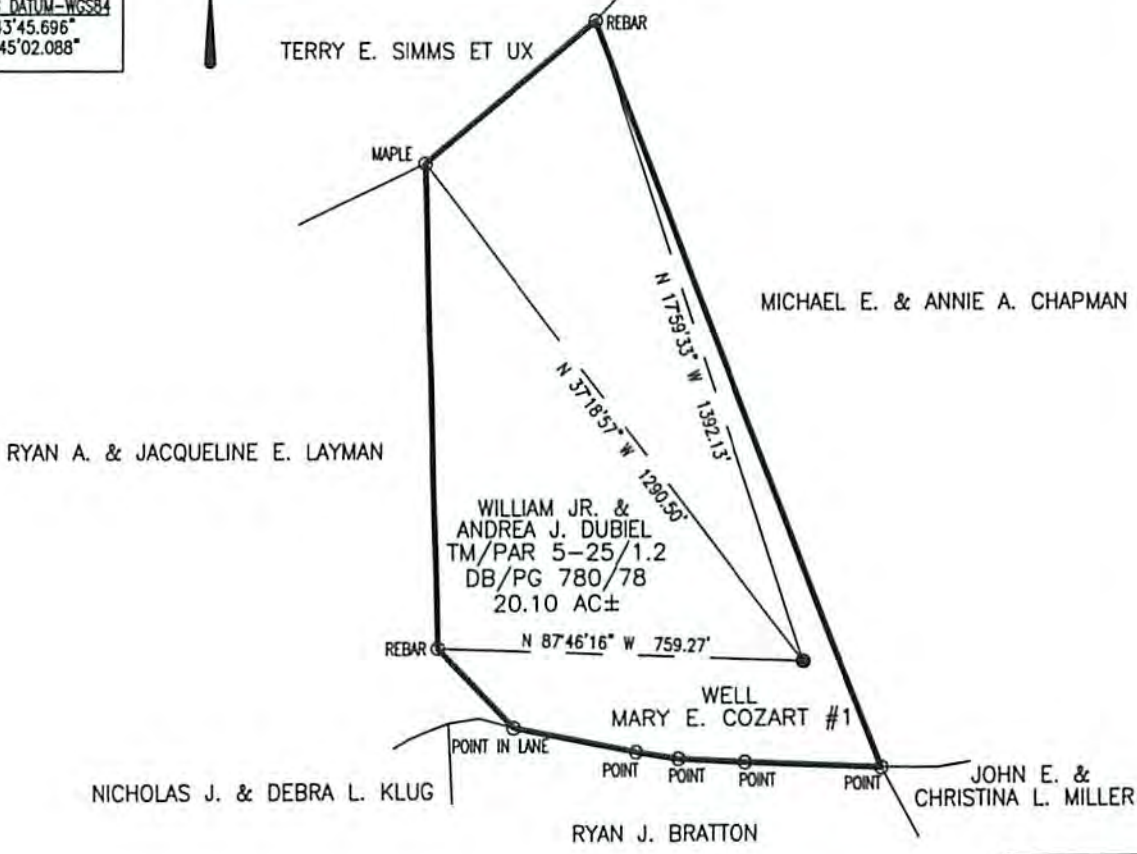 DATUM-WGS84
3'45.696"
45'02.088"
TERRY E. SIMMS ET UX
REBAR
MAPLE
MICHAEL E. & ANNIE A. CHAPMAN
N 17°59'33" W 1392.13'
N 37°18'57" W 1290.50'
RYAN A. & JACQUELINE E. LAYMAN
WILLIAM JR. &
ANDREA J. DUBIEL
TM/PAR 5-25/1.2
DB/PG 780/78
20.10 AC±
REBAR
N 87°46'16" W 759.27'
WELL
MARY E. COZART #1
POINT IN LANE
POINT
POINT
POINT
POINT
NICHOLAS J. & DEBRA L. KLUG
JOHN E. &
CHRISTINA L. MILLER
RYAN J. BRATTON